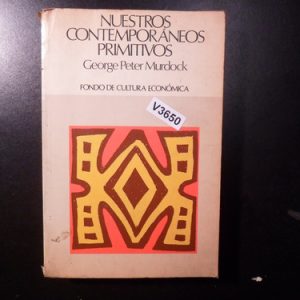 NUESTROS
CONTEMPORÁNEOS
PRIMITIVOS
George Peter Murdock
FONDO DE CULTURA ECONÓMICA
V3650